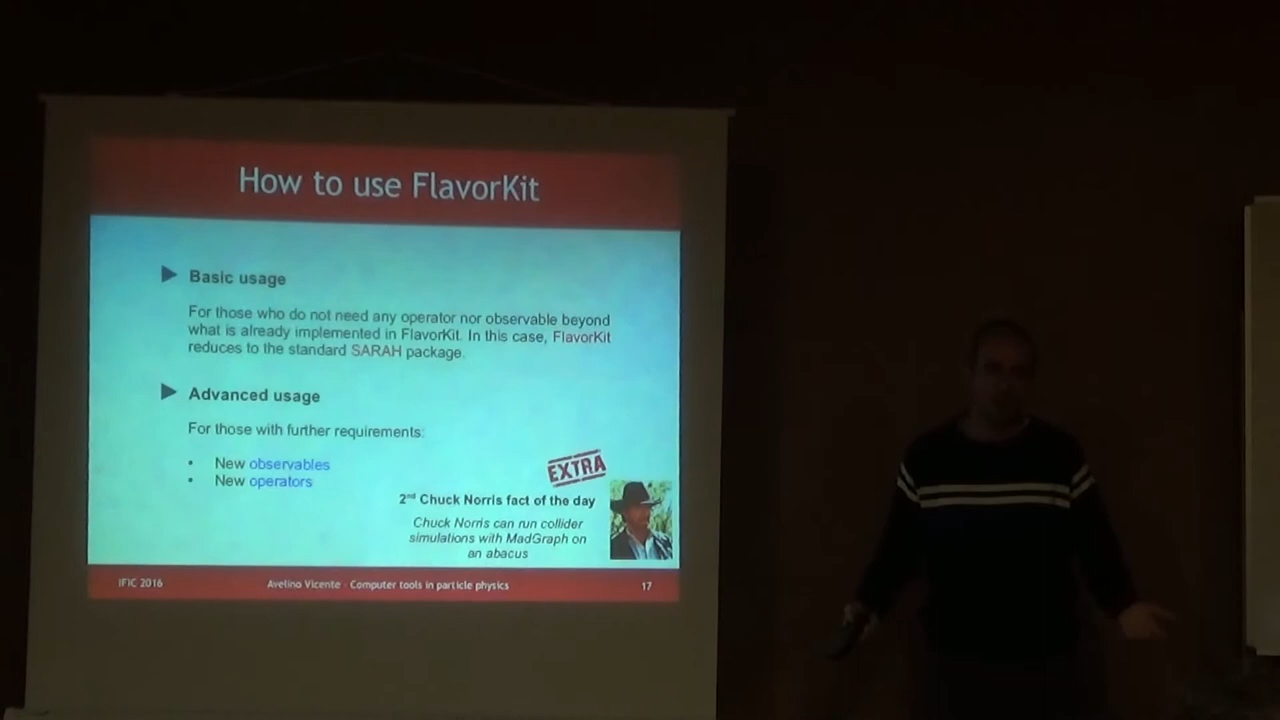 How to use FlavorKit
Basic usage
For those who do not need any operator nor observable beyond
what is already implemented in FlavorKit. In this case, FlavorKit
reduces to the standard SARAH package.
Advanced usage
For those with further requirements:
• New observables
• New operators
EXTRA
2nd Chuck Norris fact of the day
Chuck Norris can run collider
simulations with MadGraph on
an abacus
IFIC 2016
Avelino Vicente - Computer tools in particle physics
17